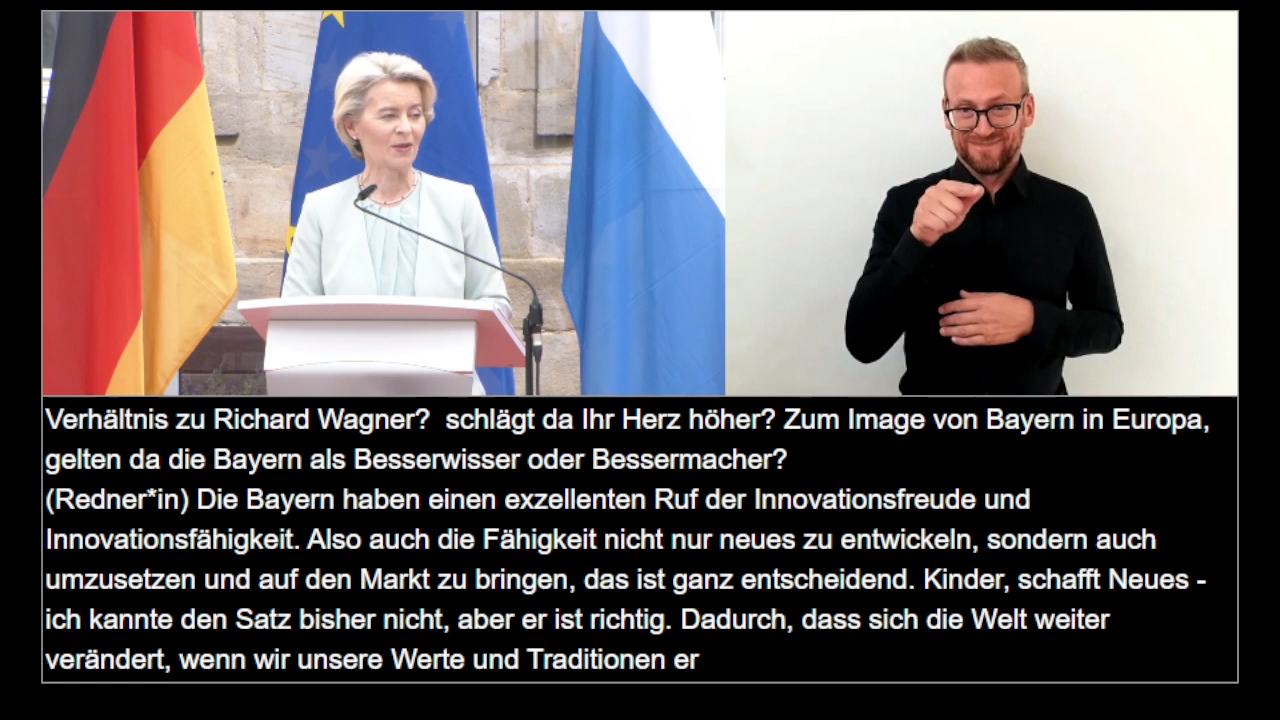 Verhältnis zu Richard Wagner?  schlägt da Ihr Herz höher? Zum Image von Bayern in Europa,
gelten da die Bayern als Besserwisser oder Bessermacher?
(Redner*in) Die Bayern haben einen exzellenten Ruf der Innovationsfreude und
Innovationsfähigkeit. Also auch die Fähigkeit nicht nur neues zu entwickeln, sondern auch
umzusetzen und auf den Markt zu bringen, das ist ganz entscheidend. Kinder, schafft Neues -
ich kannte den Satz bisher nicht, aber er ist richtig. Dadurch, dass sich die Welt weiter
verändert, wenn wir unsere Werte und Traditionen er